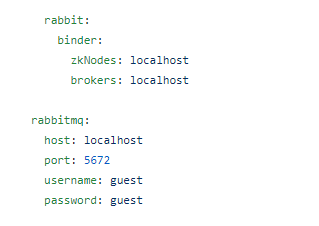 rabbit:
binder:
zkNodes: localhost
brokers: localhost
rabbitmq:
host: localhost
port: 5672
username: guest
password: guest